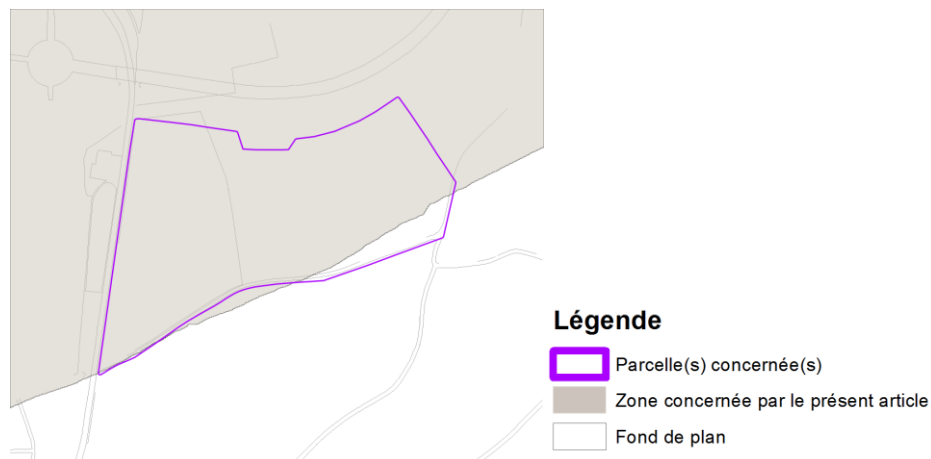 Légende
Parcelle(s) concernée(s)
Zone concernée par le présent article
Fond de plan